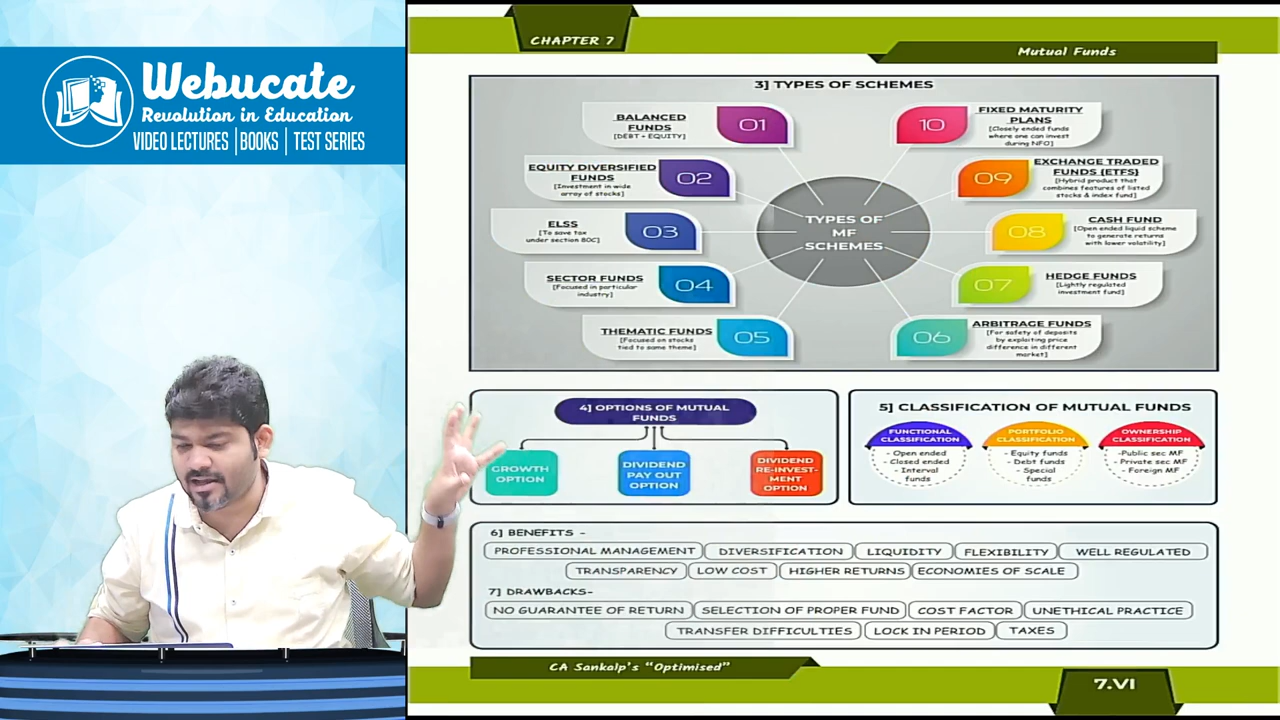 Webucate
Revolution in Education
VIDEO LECTURES | BOOKS | TEST SERIES
CHAPTER 7
Mutual Funds
3] TYPES OF SCHEMES
BALANCED
FUNDS
[DEBT + EQUITY]
01
EQUITY DIVERSIFIED
FUNDS
[Investment in wide
array of stocks]
02
ELSS
[To save tax
under section 80C]
03
SECTOR FUNDS
[Focused in particular
industry]
04
THEMATIC FUNDS
[Focused on stocks
tied to same theme]
05
TYPES OF
MF
SCHEMES
10
FIXED MATURITY
PLANS
[Closely ended funds
where one can invest
during NFO]
09
EXCHANGE TRADED
FUNDS {ETFS}
[Hybrid product that
combines features of listed
stocks & index fund]
08
CASH FUND
[Open ended liquid scheme
to generate returns
with lower volatility]
07
HEDGE FUNDS
[Lightly regulated
investment fund]
06
ARBITRAGE FUNDS
[For safety of deposits
by exploiting price
difference in different
market]
4] OPTIONS OF MUTUAL
FUNDS
GROWTH
OPTION
DIVIDEND
PAY OUT
OPTION
DIVIDEND
RE-INVEST-
MENT
OPTION
5] CLASSIFICATION OF MUTUAL FUNDS
FUNCTIONAL
CLASSIFICATION
- Open ended
- Closed ended
- Interval
funds
PORTFOLIO
CLASSIFICATION
- Equity funds
- Debt funds
- Special
funds
OWNERSHIP
CLASSIFICATION
-Public sec MF
- Private sec MF
- Foreign MF
6] BENEFITS -
PROFESSIONAL MANAGEMENT DIVERSIFICATION LIQUIDITY FLEXIBILITY WELL REGULATED
TRANSPARENCY LOW COST HIGHER RETURNS ECONOMIES OF SCALE
7] DRAWBACKS-
NO GUARANTEE OF RETURN SELECTION OF PROPER FUND COST FACTOR UNETHICAL PRACTICE
TRANSFER DIFFICULTIES LOCK IN PERIOD TAXES
CA Sankalp's "Optimised"
7.VI